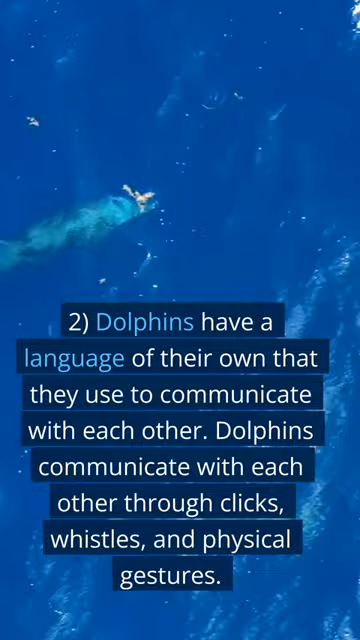 2) Dolphins have a
language of their own that
they use to communicate
with each other. Dolphins
communicate with each
other through clicks,
whistles, and physical
gestures.